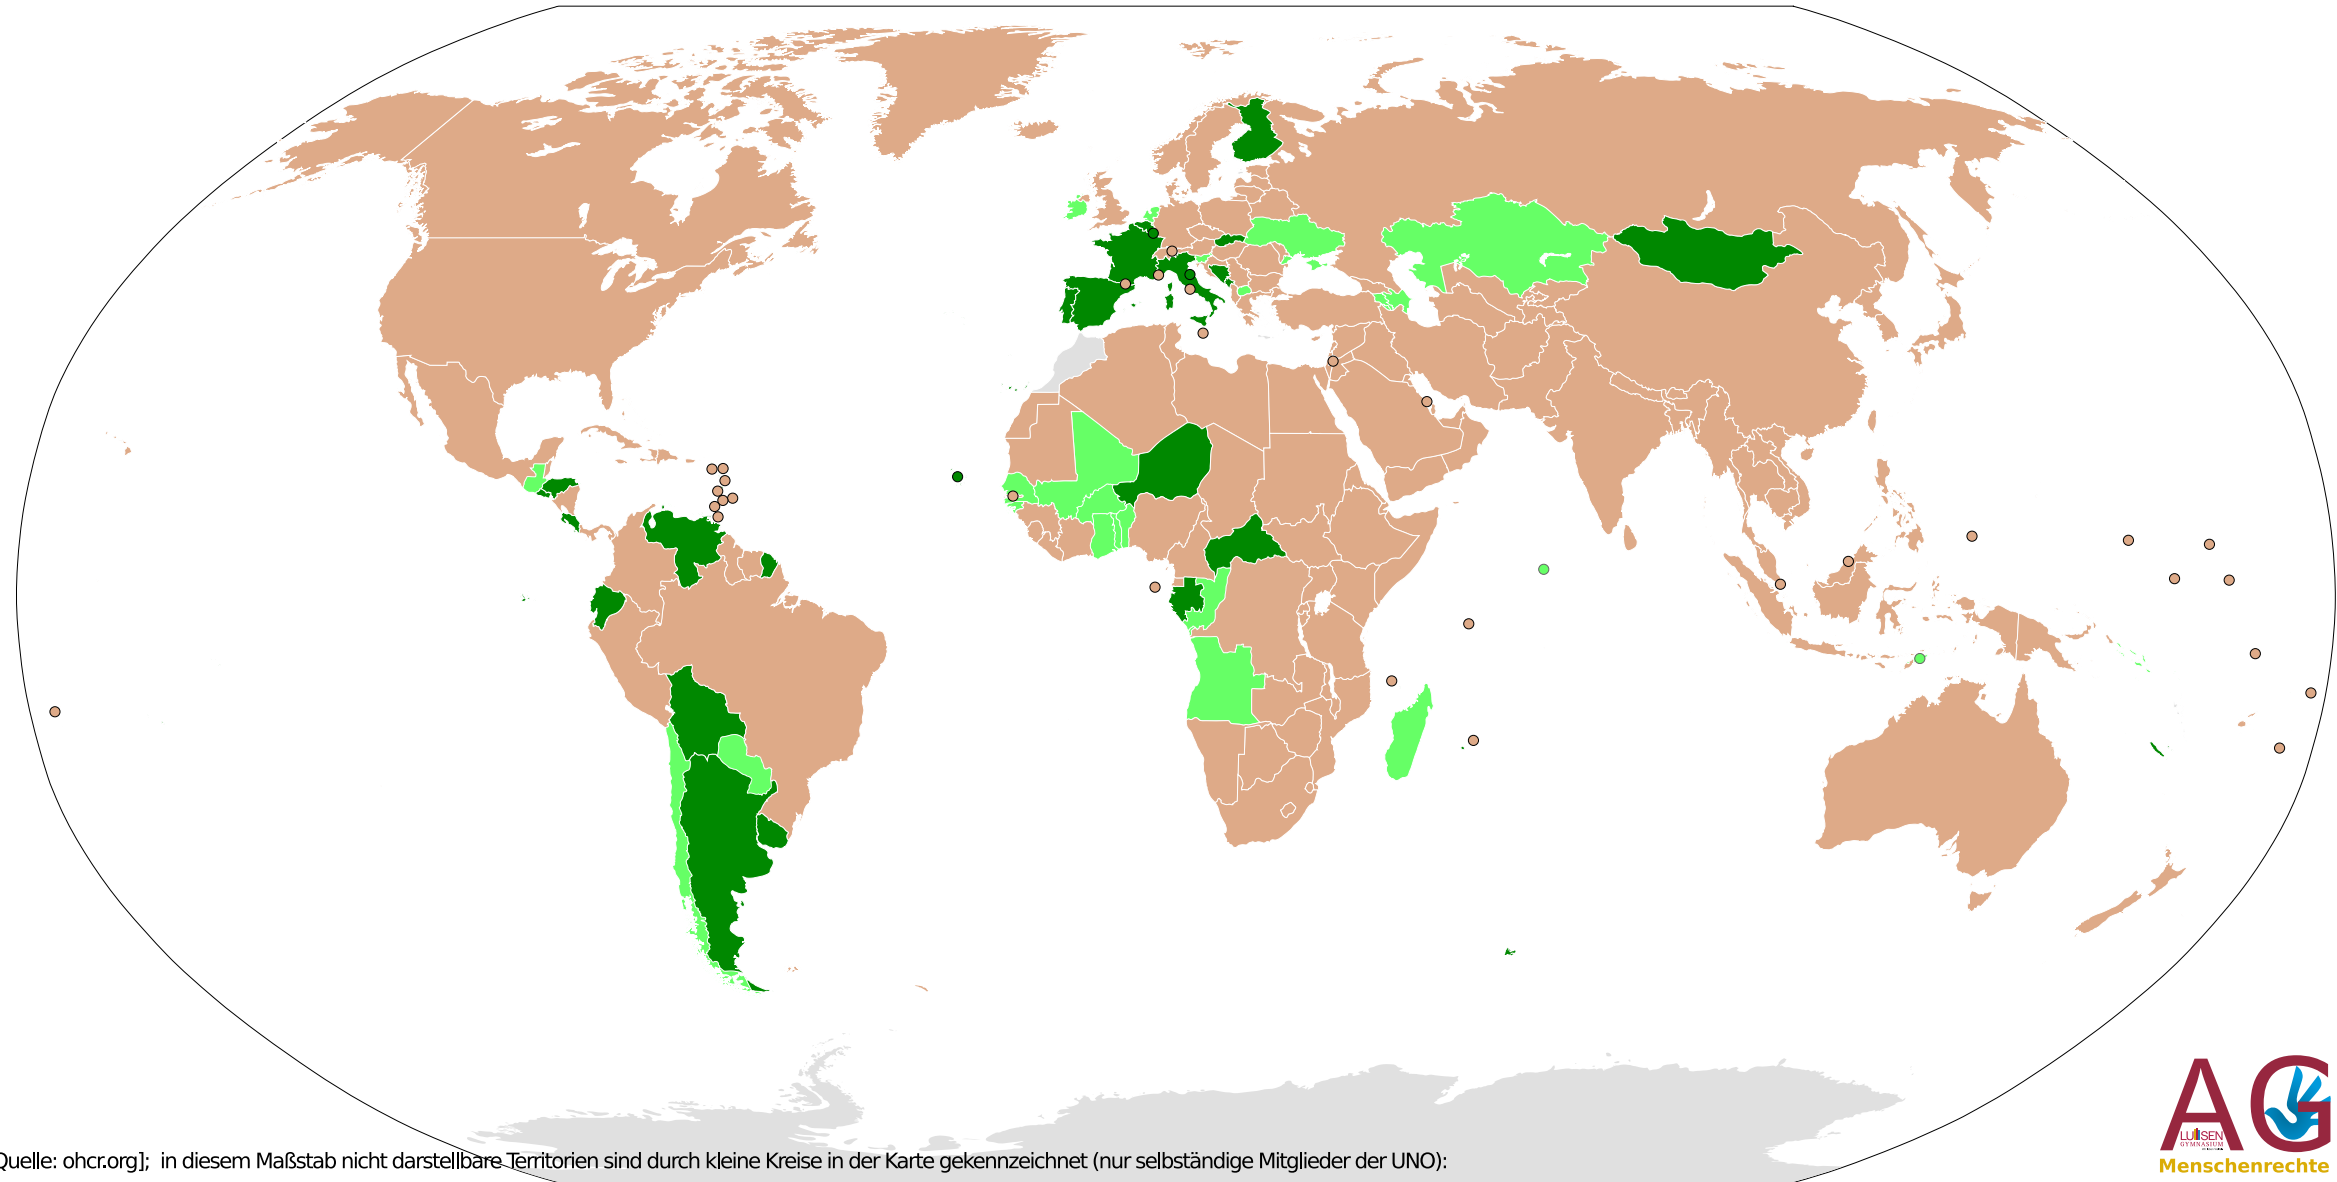 Quelle: ohcr.org]; in diesem Maßstab nicht darstellbare Territorien sind durch kleine Kreise in der Karte gekennzeichnet (nur selbständige Mitglieder der UNO):
AG
LUISEN
GYMNASIUM
Menschenrechte